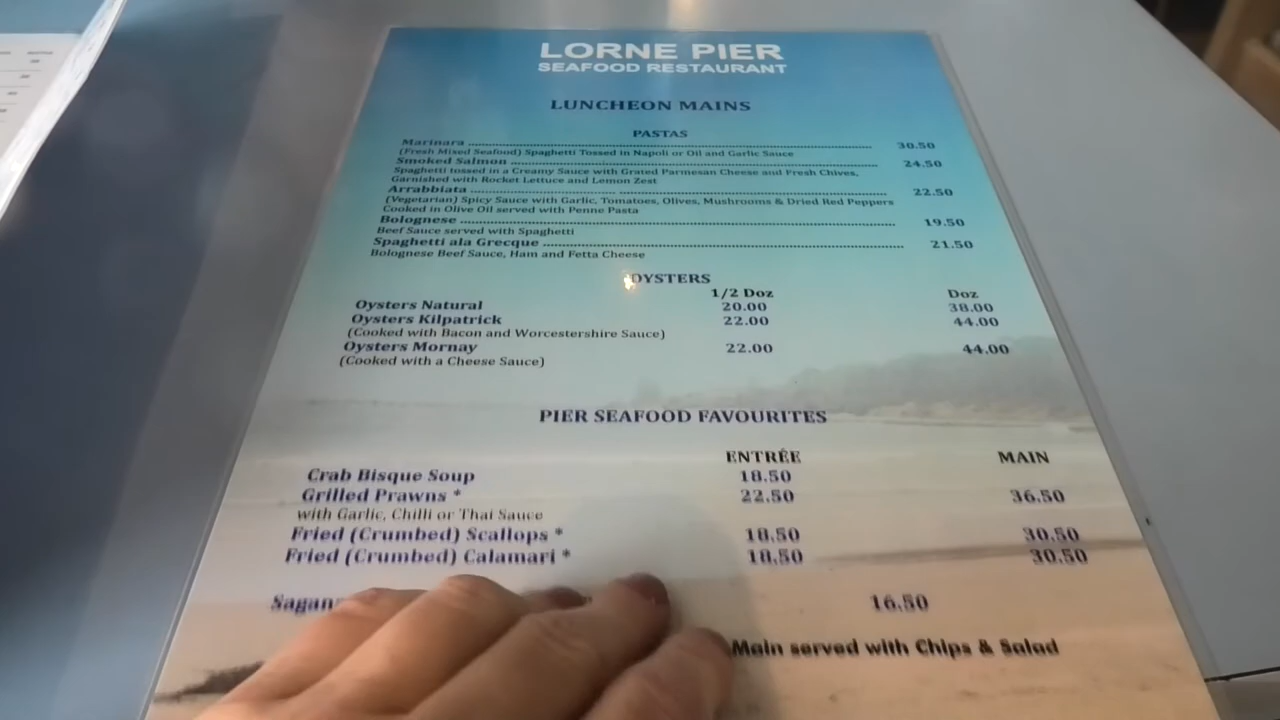 LORNE PIER
SEAFOOD RESTAURANT
LUNCHEON MAINS
PASTAS
Marinara 30.50
(Fresh Mixed Seafood) Spaghetti Tossed in Napoli or Oil and Garlic Sauce
Smoked Salmon 24.50
Spaghetti tossed in a Creamy Sauce with Grated Parmesan Cheese and Fresh Chives,
Garnished with Rocket Lettuce and Lemon Zest
Arrabbiata 22.50
(Vegetarian) Spicy Sauce with Garlic, Tomatoes, Olives, Mushrooms & Dried Red Peppers
Cooked in Olive Oil served with Penne Pasta
Bolognese 19.50
Beef Sauce served with Spaghetti
Spaghetti ala Grecque 21.50
Bolognese Beef Sauce, Ham and Fetta Cheese
OYSTERS
1/2 Doz Doz
Oysters Natural 20.00 38.00
Oysters Kilpatrick 22.00 44.00
(Cooked with Bacon and Worcestershire Sauce)
Oysters Mornay 22.00 44.00
(Cooked with a Cheese Sauce)
PIER SEAFOOD FAVOURITES
ENTRÉE MAIN
Crab Bisque Soup 18.50
Grilled Prawns * 22.50 36.50
with Garlic, Chilli or Thai Sauce
Fried (Crumbed) Scallops * 18.50 30.50
Fried (Crumbed) Calamari * 18.50 30.50
16.50
Main served with Chips & Salad